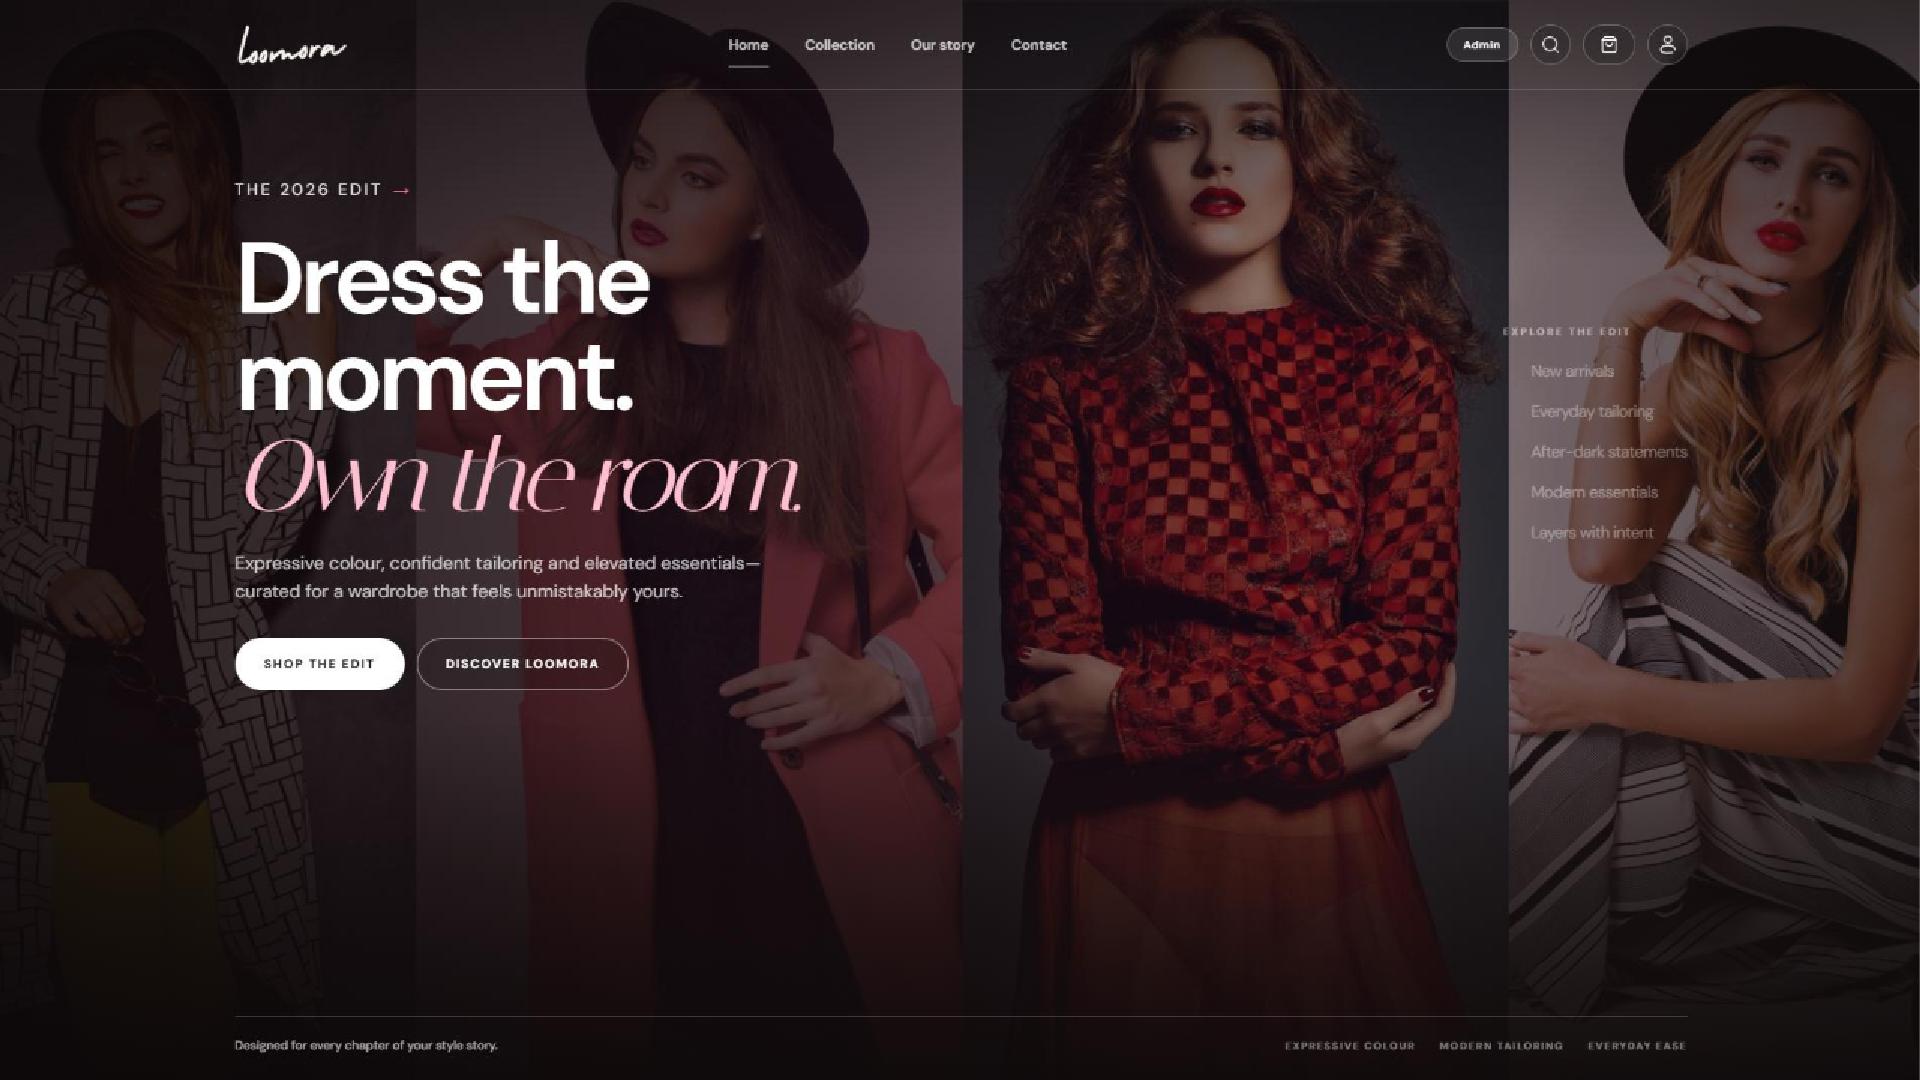 loomora
Home
Collection
Our story
Contact
Admin
THE 2026 EDIT →
Dress the
moment.
Own the room.
Expressive colour, confident tailoring and elevated essentials—
curated for a wardrobe that feels unmistakably yours.
SHOP THE EDIT
DISCOVER LOOMORA
EXPLORE THE EDIT
New arrivals
Everyday tailoring
After-dark statements
Modern essentials
Layers with intent
Designed for every chapter of your style story.
EXPRESSIVE COLOUR
MODERN TAILORING
EVERYDAY EASE